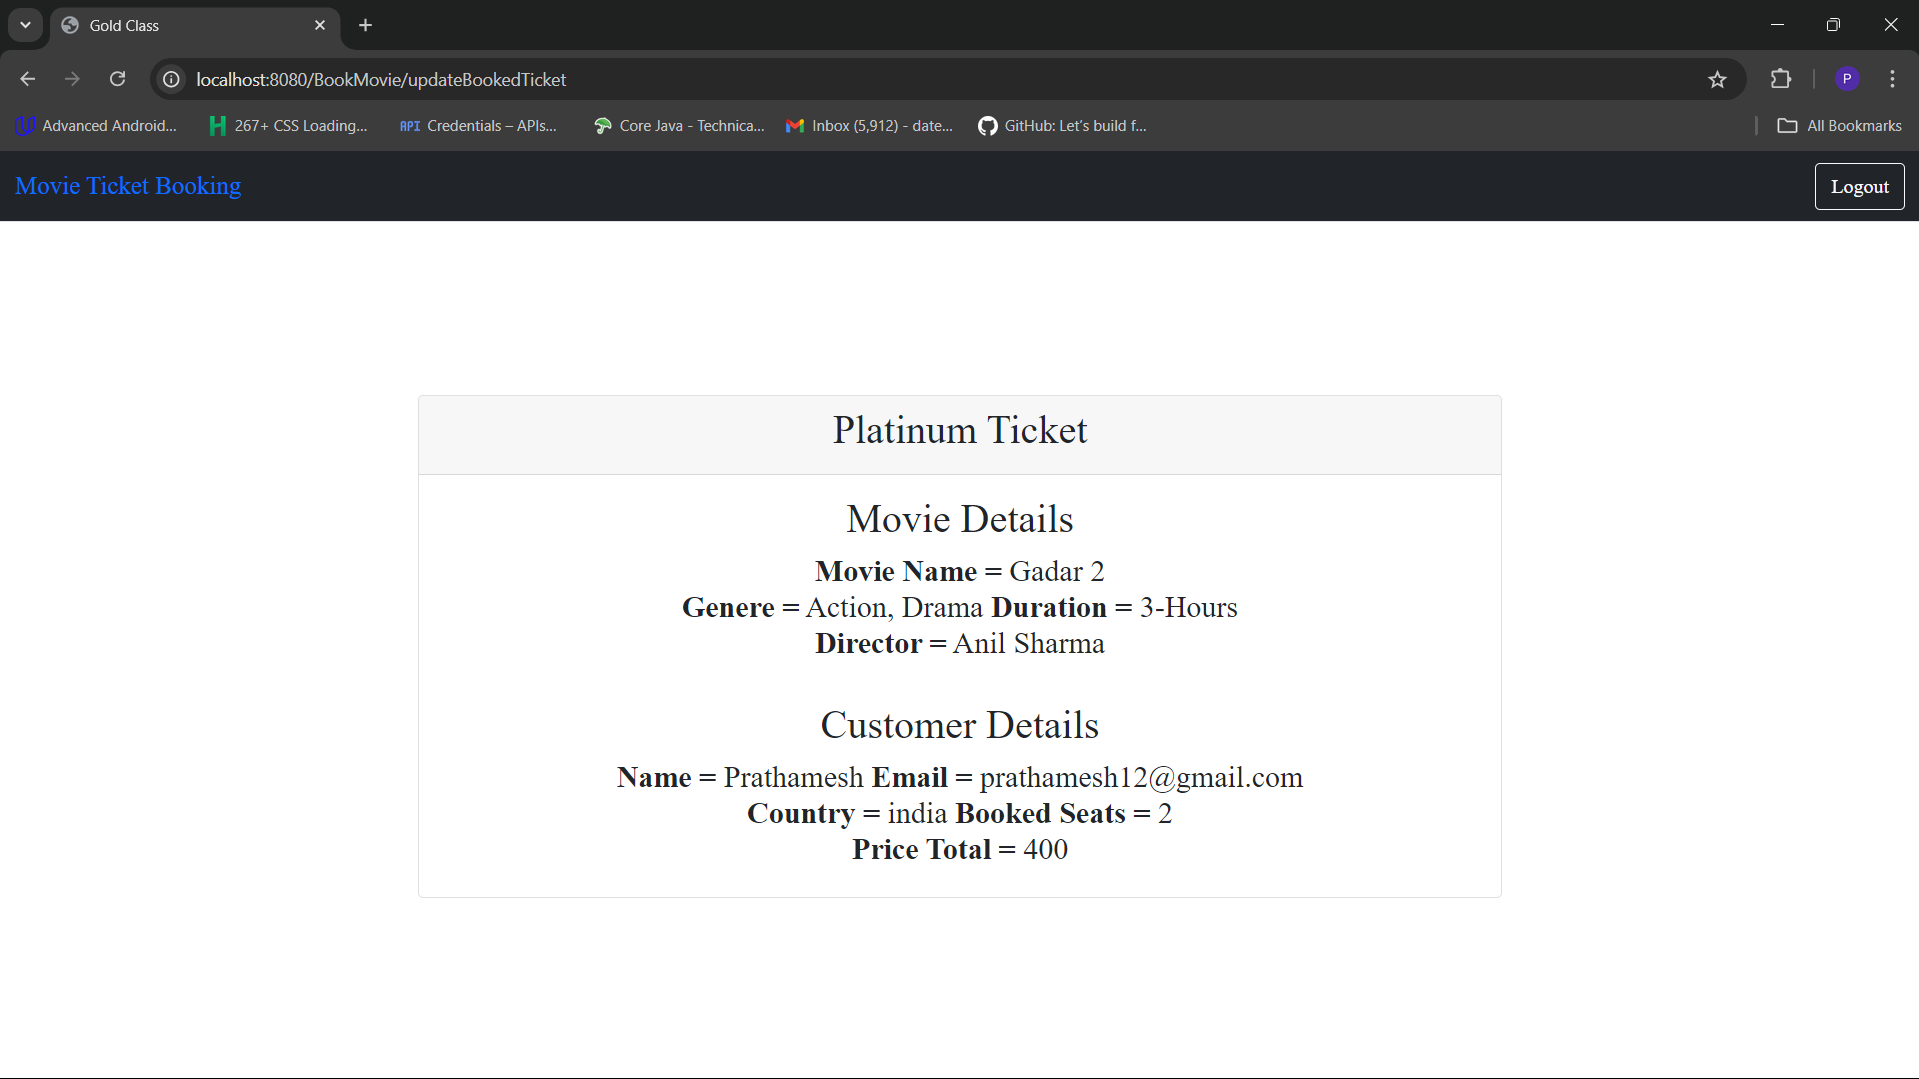 Gold Class
localhost:8080/BookMovie/updateBookedTicket
P
Advanced Android... 267+ CSS Loading... API Credentials – APIs... Core Java - Technica... Inbox (5,912) - date... GitHub: Let's build f... All Bookmarks
Movie Ticket Booking Logout
Platinum Ticket
Movie Details
Movie Name = Gadar 2
Genere = Action, Drama Duration = 3-Hours
Director = Anil Sharma
Customer Details
Name = Prathamesh Email = prathamesh12@gmail.com
Country = india Booked Seats = 2
Price Total = 400